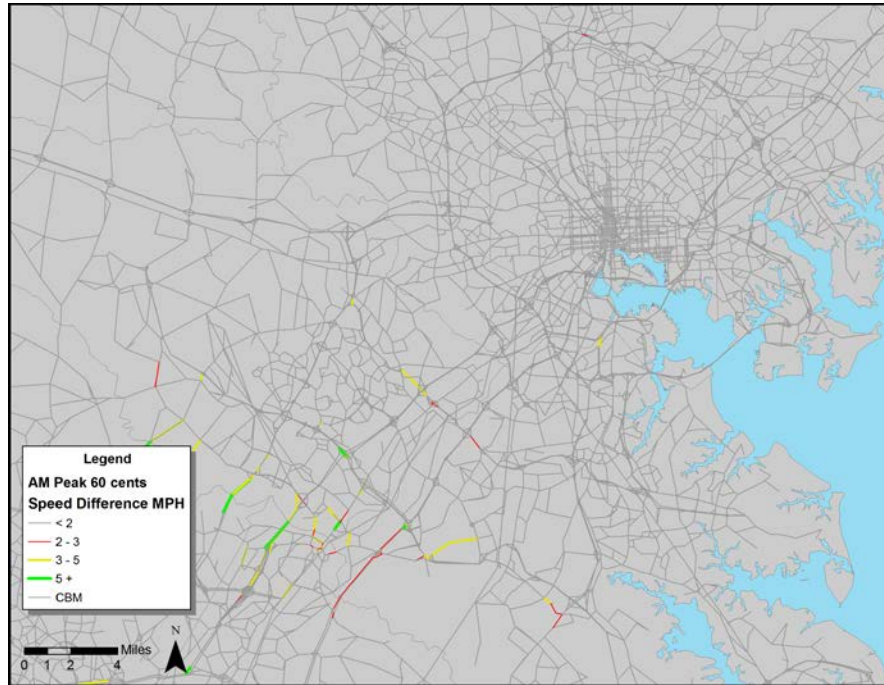 Legend
AM Peak 60 cents
Speed Difference MPH
< 2
2 - 3
3 - 5
5 +
CBM
Miles
0 1 2 4
N